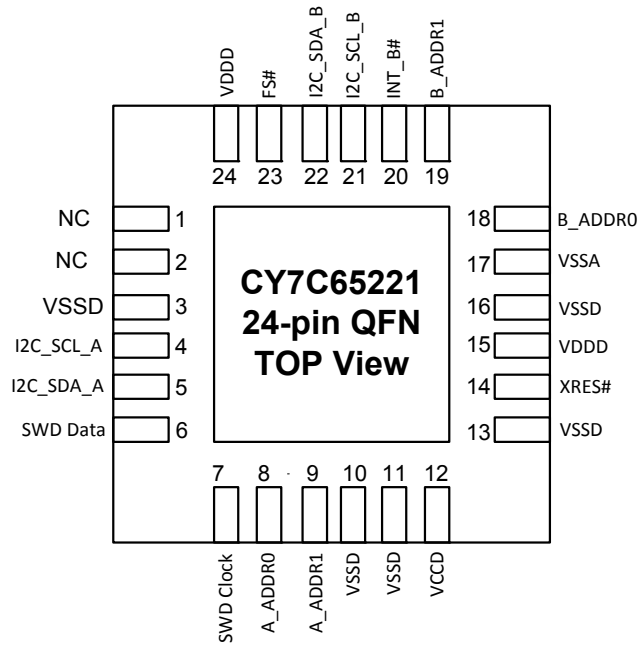 VDDD
FS#
I2C_SDA_B
I2C_SCL_B
INT_B#
B_ADDR1
24
23
22
21
20
19
NC 1
NC 2
VSSD 3
I2C_SCL_A 4
I2C_SDA_A 5
SWD Data 6
CY7C65221
24-pin QFN
TOP View
18 B_ADDR0
17 VSSA
16 VSSD
15 VDDD
14 XRES#
13 VSSD
7
8
9
10
11
12
SWD Clock
A_ADDR0
A_ADDR1
VSSD
VSSD
VCCD